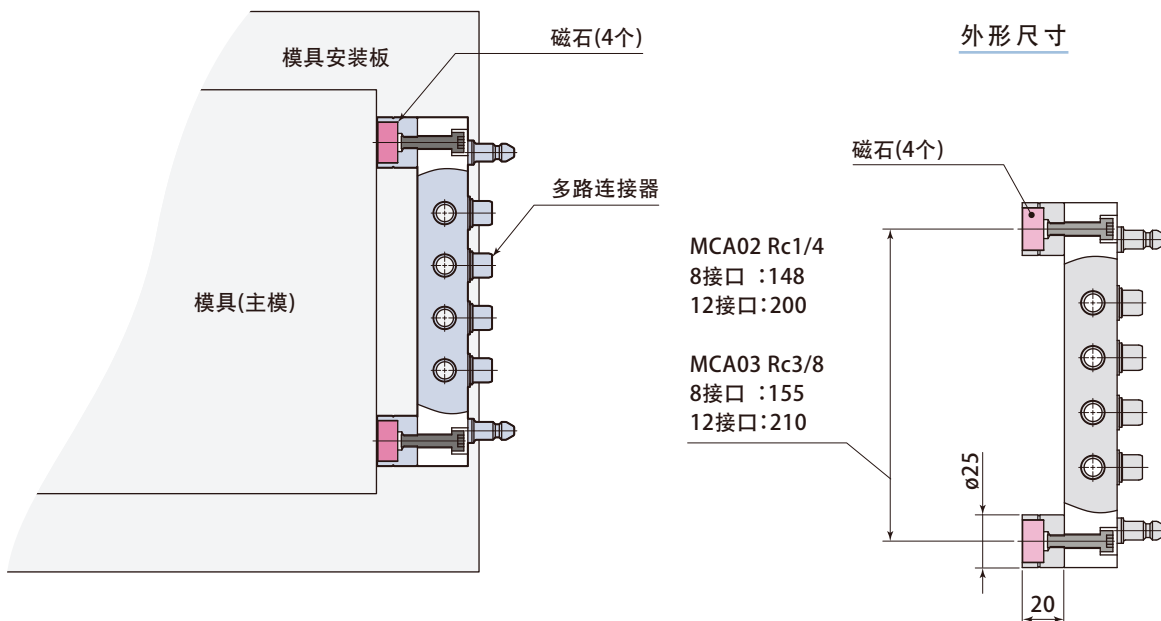 磁石(4个)
模具安装板
多路连接器
模具(主模)
外形尺寸
磁石(4个)
MCA02 Rc1/4
8接口 :148
12接口:200
MCA03 Rc3/8
8接口 :155
12接口:210
ø25
20